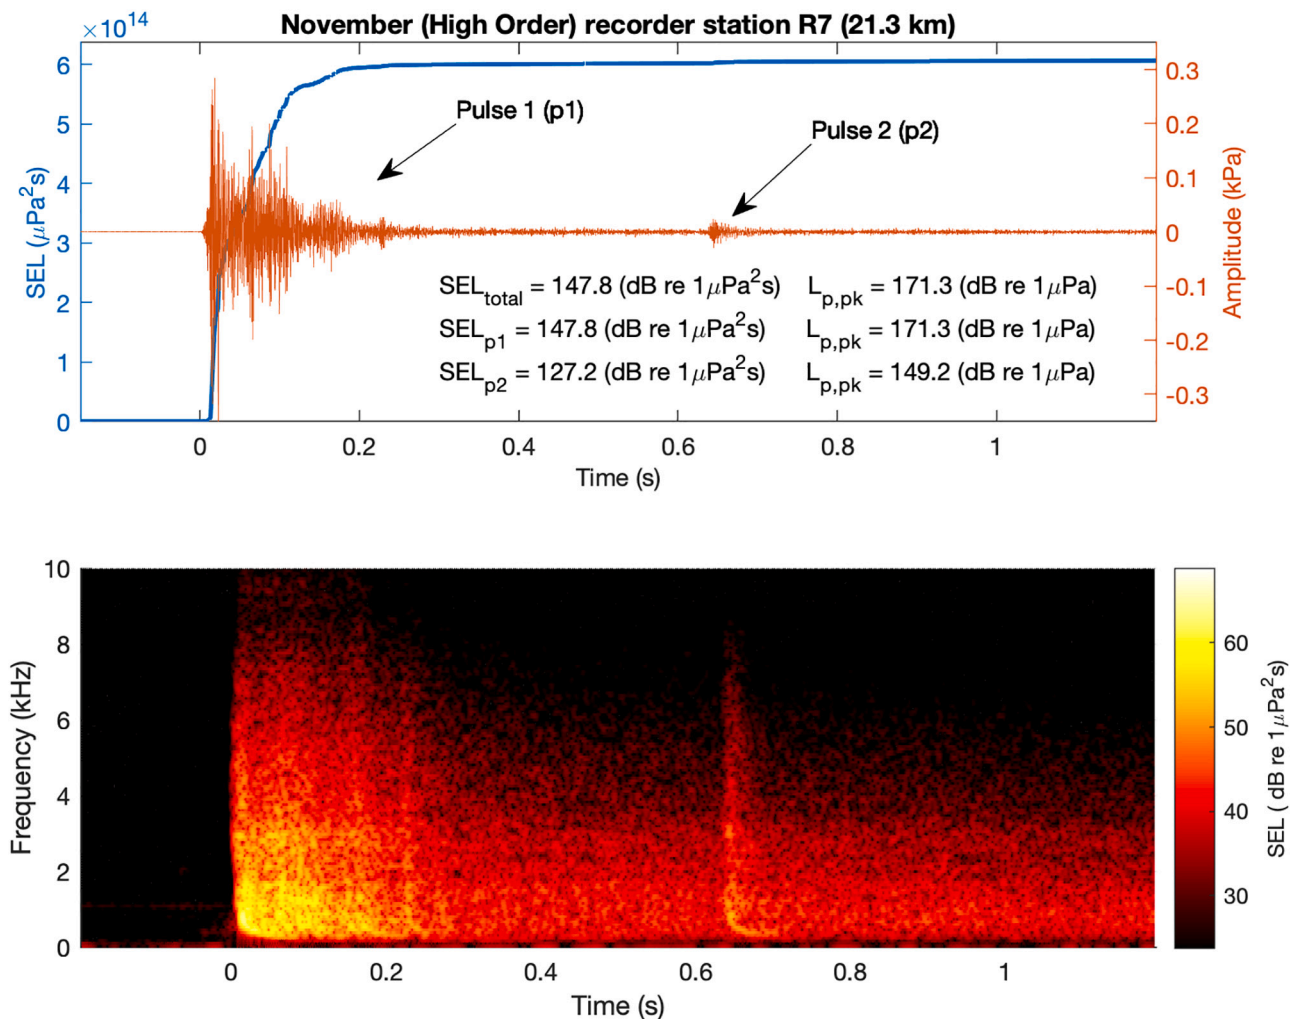 ×10^14
November (High Order) recorder station R7 (21.3 km)
6
5
4
3
2
1
0
SEL (μPa²s)
0.3
0.2
0.1
0
-0.1
-0.2
-0.3
Amplitude (kPa)
Pulse 1 (p1)
Pulse 2 (p2)
SEL_total = 147.8 (dB re 1μPa²s) L_p,pk = 171.3 (dB re 1μPa)
SEL_p1 = 147.8 (dB re 1μPa²s) L_p,pk = 171.3 (dB re 1μPa)
SEL_p2 = 127.2 (dB re 1μPa²s) L_p,pk = 149.2 (dB re 1μPa)
0 0.2 0.4 0.6 0.8 1
Time (s)
10
8
6
4
2
0
Frequency (kHz)
0 0.2 0.4 0.6 0.8 1
Time (s)
60
50
40
30
SEL ( dB re 1μPa²s)